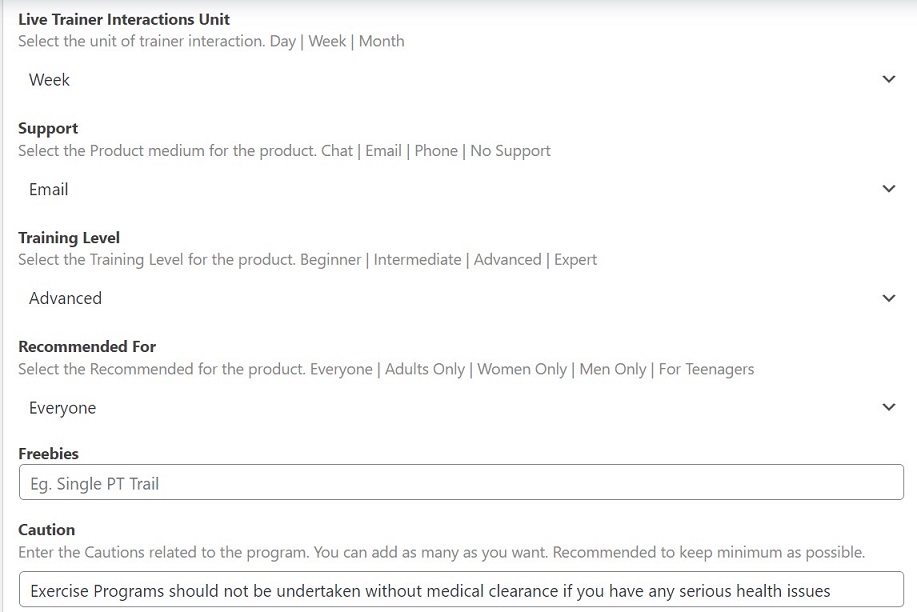 Live Trainer Interactions Unit
Select the unit of trainer interaction. Day | Week | Month
Week
Support
Select the Product medium for the product. Chat | Email | Phone | No Support
Email
Training Level
Select the Training Level for the product. Beginner | Intermediate | Advanced | Expert
Advanced
Recommended For
Select the Recommended for the product. Everyone | Adults Only | Women Only | Men Only | For Teenagers
Everyone
Freebies
Eg. Single PT Trail
Caution
Enter the Cautions related to the program. You can add as many as you want. Recommended to keep minimum as possible.
Exercise Programs should not be undertaken without medical clearance if you have any serious health issues